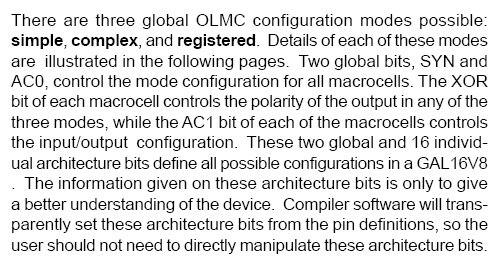 There are three global OLMC configuration modes possible:
simple, complex, and registered. Details of each of these modes
are illustrated in the following pages. Two global bits, SYN and
AC0, control the mode configuration for all macrocells. The XOR
bit of each macrocell controls the polarity of the output in any of the
three modes, while the AC1 bit of each of the macrocells controls
the input/output configuration. These two global and 16 individ-
ual architecture bits define all possible configurations in a GAL16V8
. The information given on these architecture bits is only to give
a better understanding of the device. Compiler software will trans-
parently set these architecture bits from the pin definitions, so the
user should not need to directly manipulate these architecture bits.